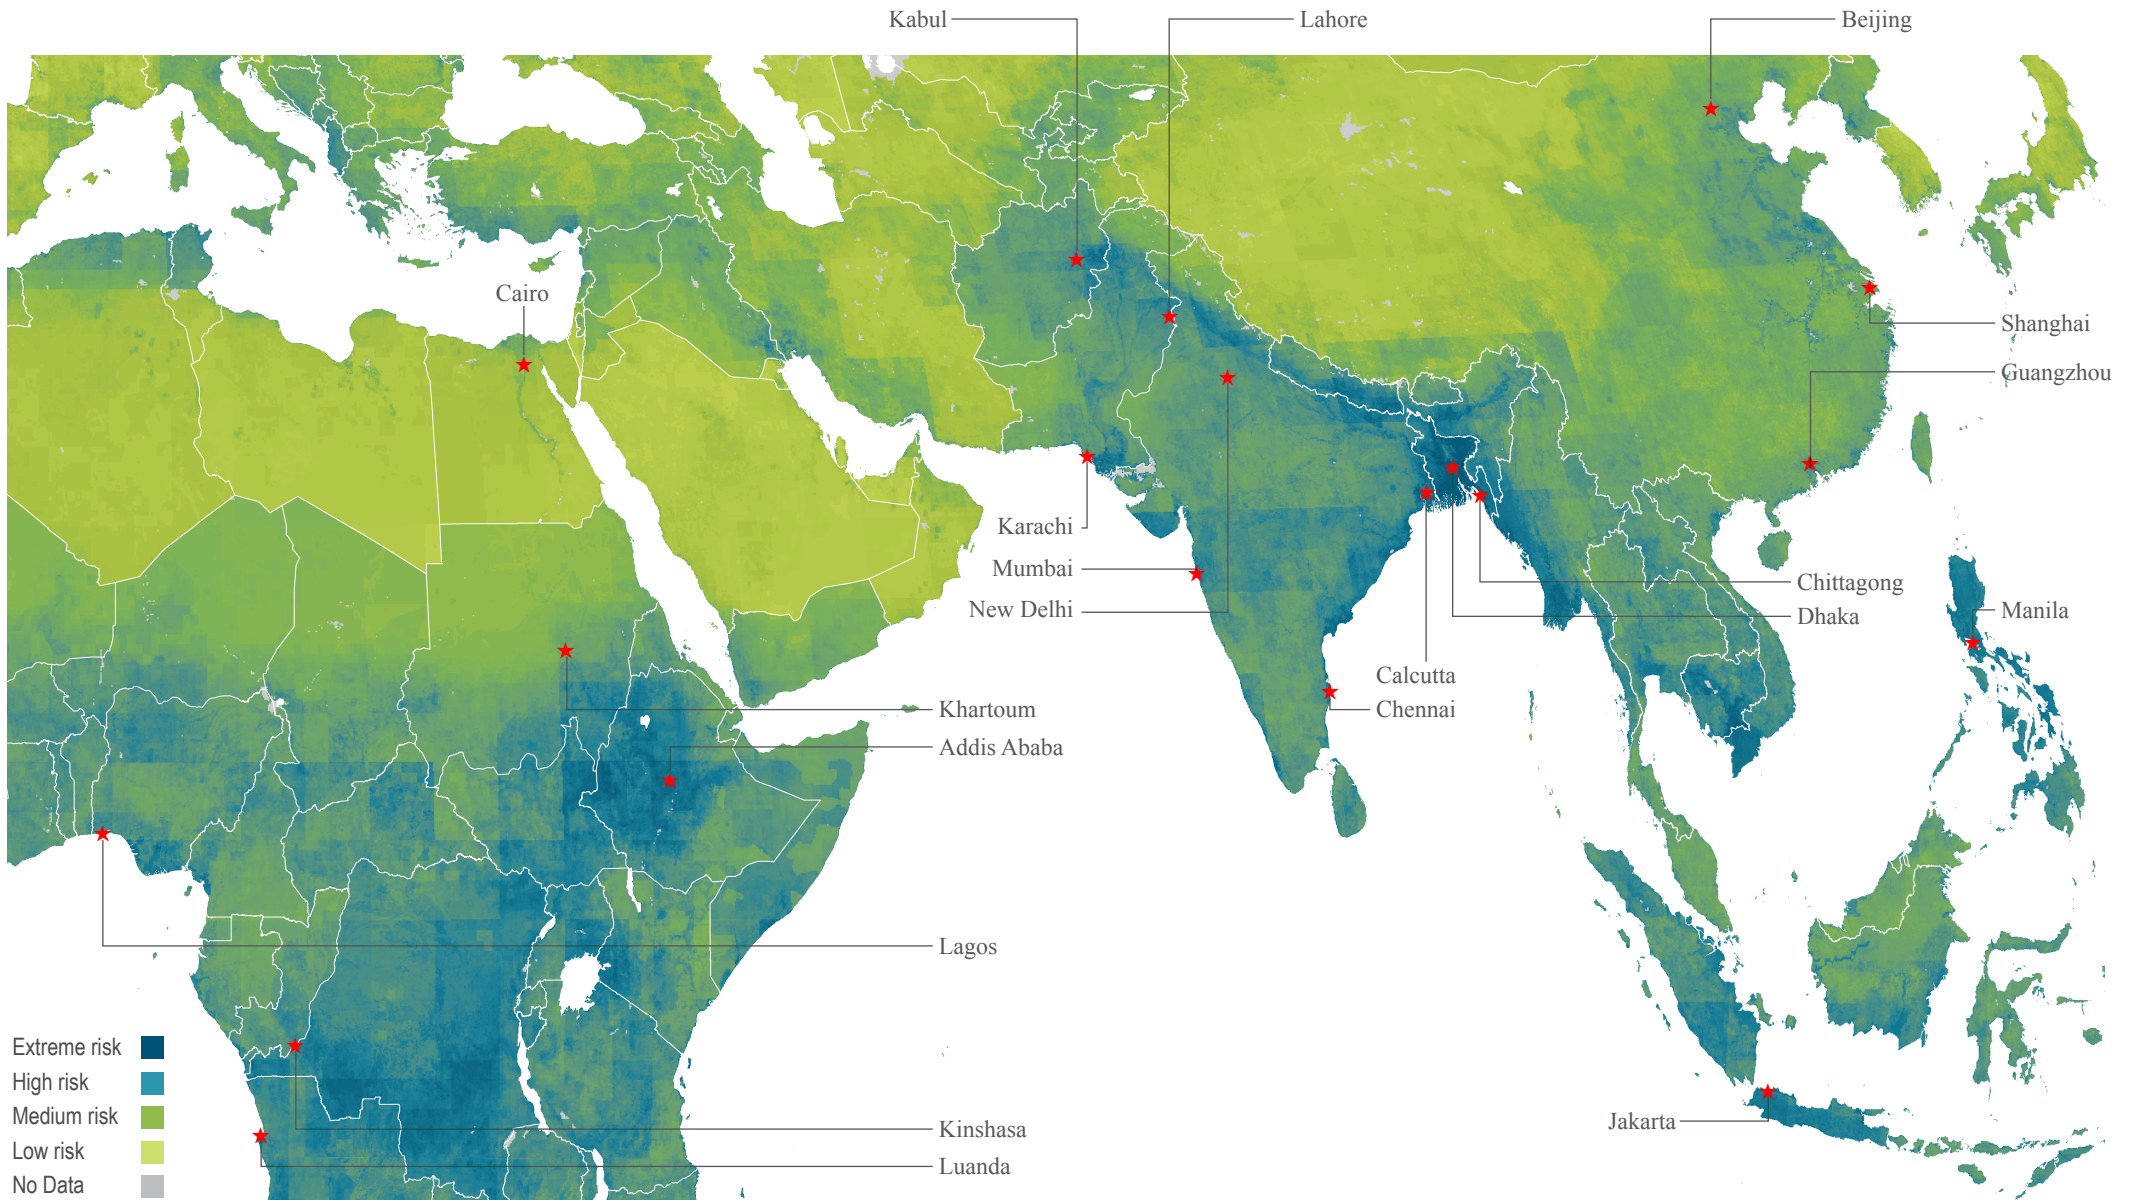 Kabul
Lahore
Beijing
Cairo
Shanghai
Guangzhou
Karachi
Mumbai
New Delhi
Chittagong
Dhaka
Manila
Calcutta
Chennai
Khartoum
Addis Ababa
Lagos
Jakarta
Kinshasa
Luanda
Extreme risk
High risk
Medium risk
Low risk
No Data